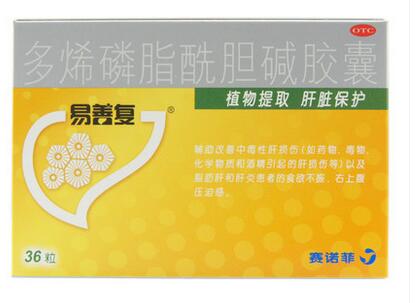 OTC
多烯磷脂酰胆碱胶囊
植物提取 肝脏保护
易善复®
辅助改善中毒性肝损伤(如药物、毒物、
化学物质和酒精引起的肝损伤等)以及
脂肪肝和肝炎患者的食欲不振、右上腹
压迫感。
36粒
赛诺菲